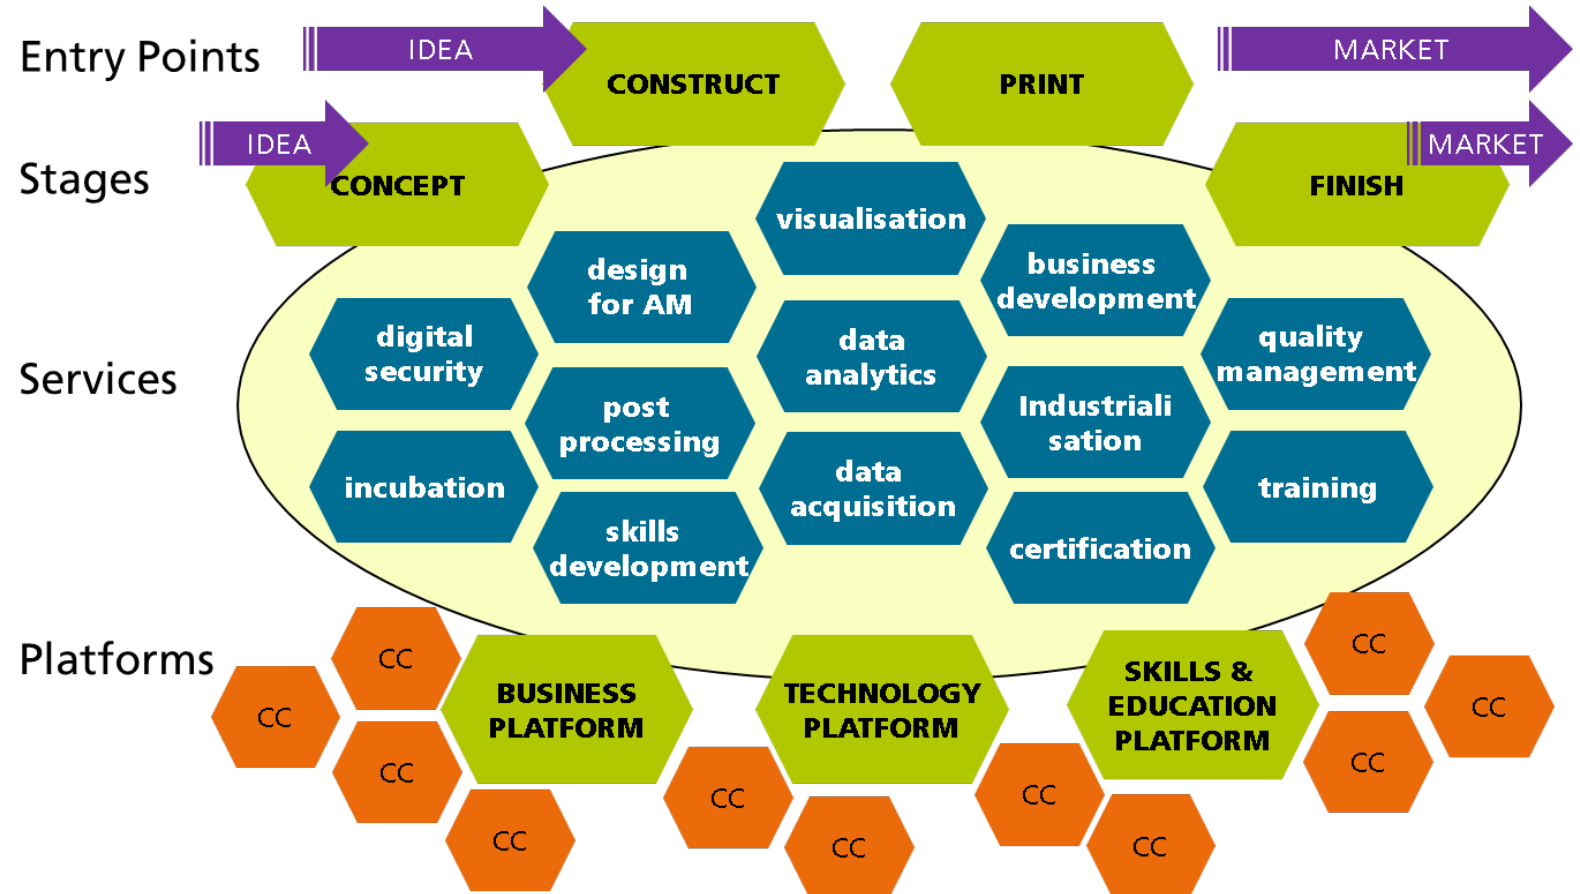 Entry Points
IDEA
CONSTRUCT
PRINT
MARKET
Stages
IDEA
CONCEPT
FINISH
MARKET
Services
visualisation
design
for AM
business
development
digital
security
data
analytics
quality
management
post
processing
Industriali
sation
incubation
data
acquisition
training
skills
development
certification
Platforms
CC
CC
CC
CC
BUSINESS
PLATFORM
CC
TECHNOLOGY
PLATFORM
CC
CC
CC
SKILLS &
EDUCATION
PLATFORM
CC
CC
CC